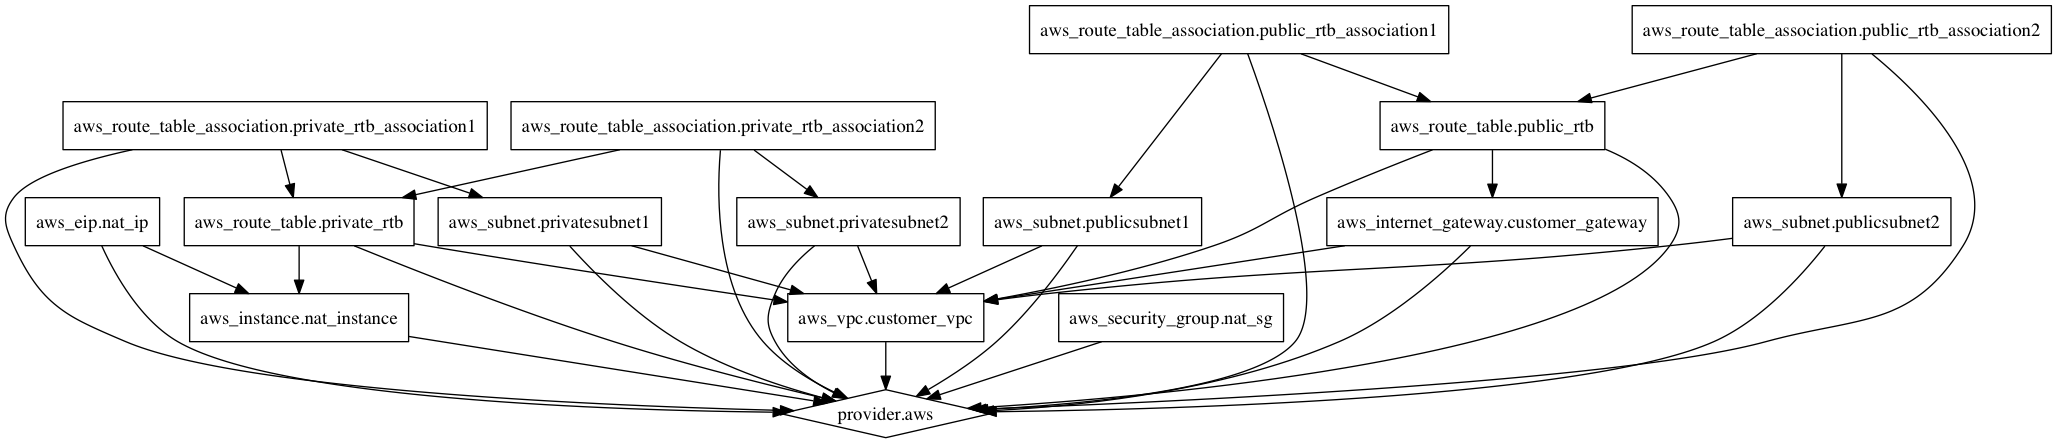 aws_route_table_association.public_rtb_association1
aws_route_table_association.public_rtb_association2
aws_route_table_association.private_rtb_association1
aws_route_table_association.private_rtb_association2
aws_route_table.public_rtb
aws_eip.nat_ip
aws_route_table.private_rtb
aws_subnet.privatesubnet1
aws_subnet.privatesubnet2
aws_subnet.publicsubnet1
aws_internet_gateway.customer_gateway
aws_subnet.publicsubnet2
aws_instance.nat_instance
aws_vpc.customer_vpc
aws_security_group.nat_sg
provider.aws